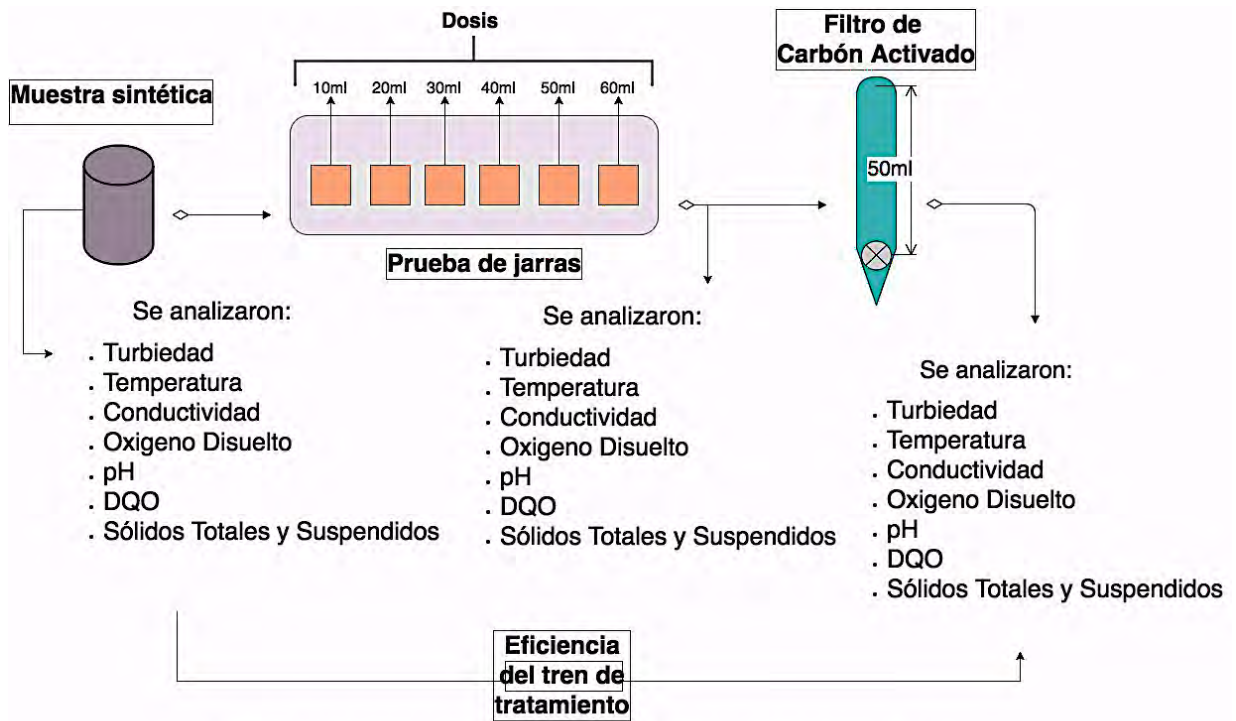 Muestra sintética
Dosis
10ml 20ml 30ml 40ml 50ml 60ml
Prueba de jarras
Filtro de
Carbón Activado
50ml
Se analizaron:
. Turbiedad
. Temperatura
. Conductividad
. Oxigeno Disuelto
. pH
. DQO
. Sólidos Totales y Suspendidos
Se analizaron:
. Turbiedad
. Temperatura
. Conductividad
. Oxigeno Disuelto
. pH
. DQO
. Sólidos Totales y Suspendidos
Se analizaron:
. Turbiedad
. Temperatura
. Conductividad
. Oxigeno Disuelto
. pH
. DQO
. Sólidos Totales y Suspendidos
Eficiencia
del tren de
tratamiento